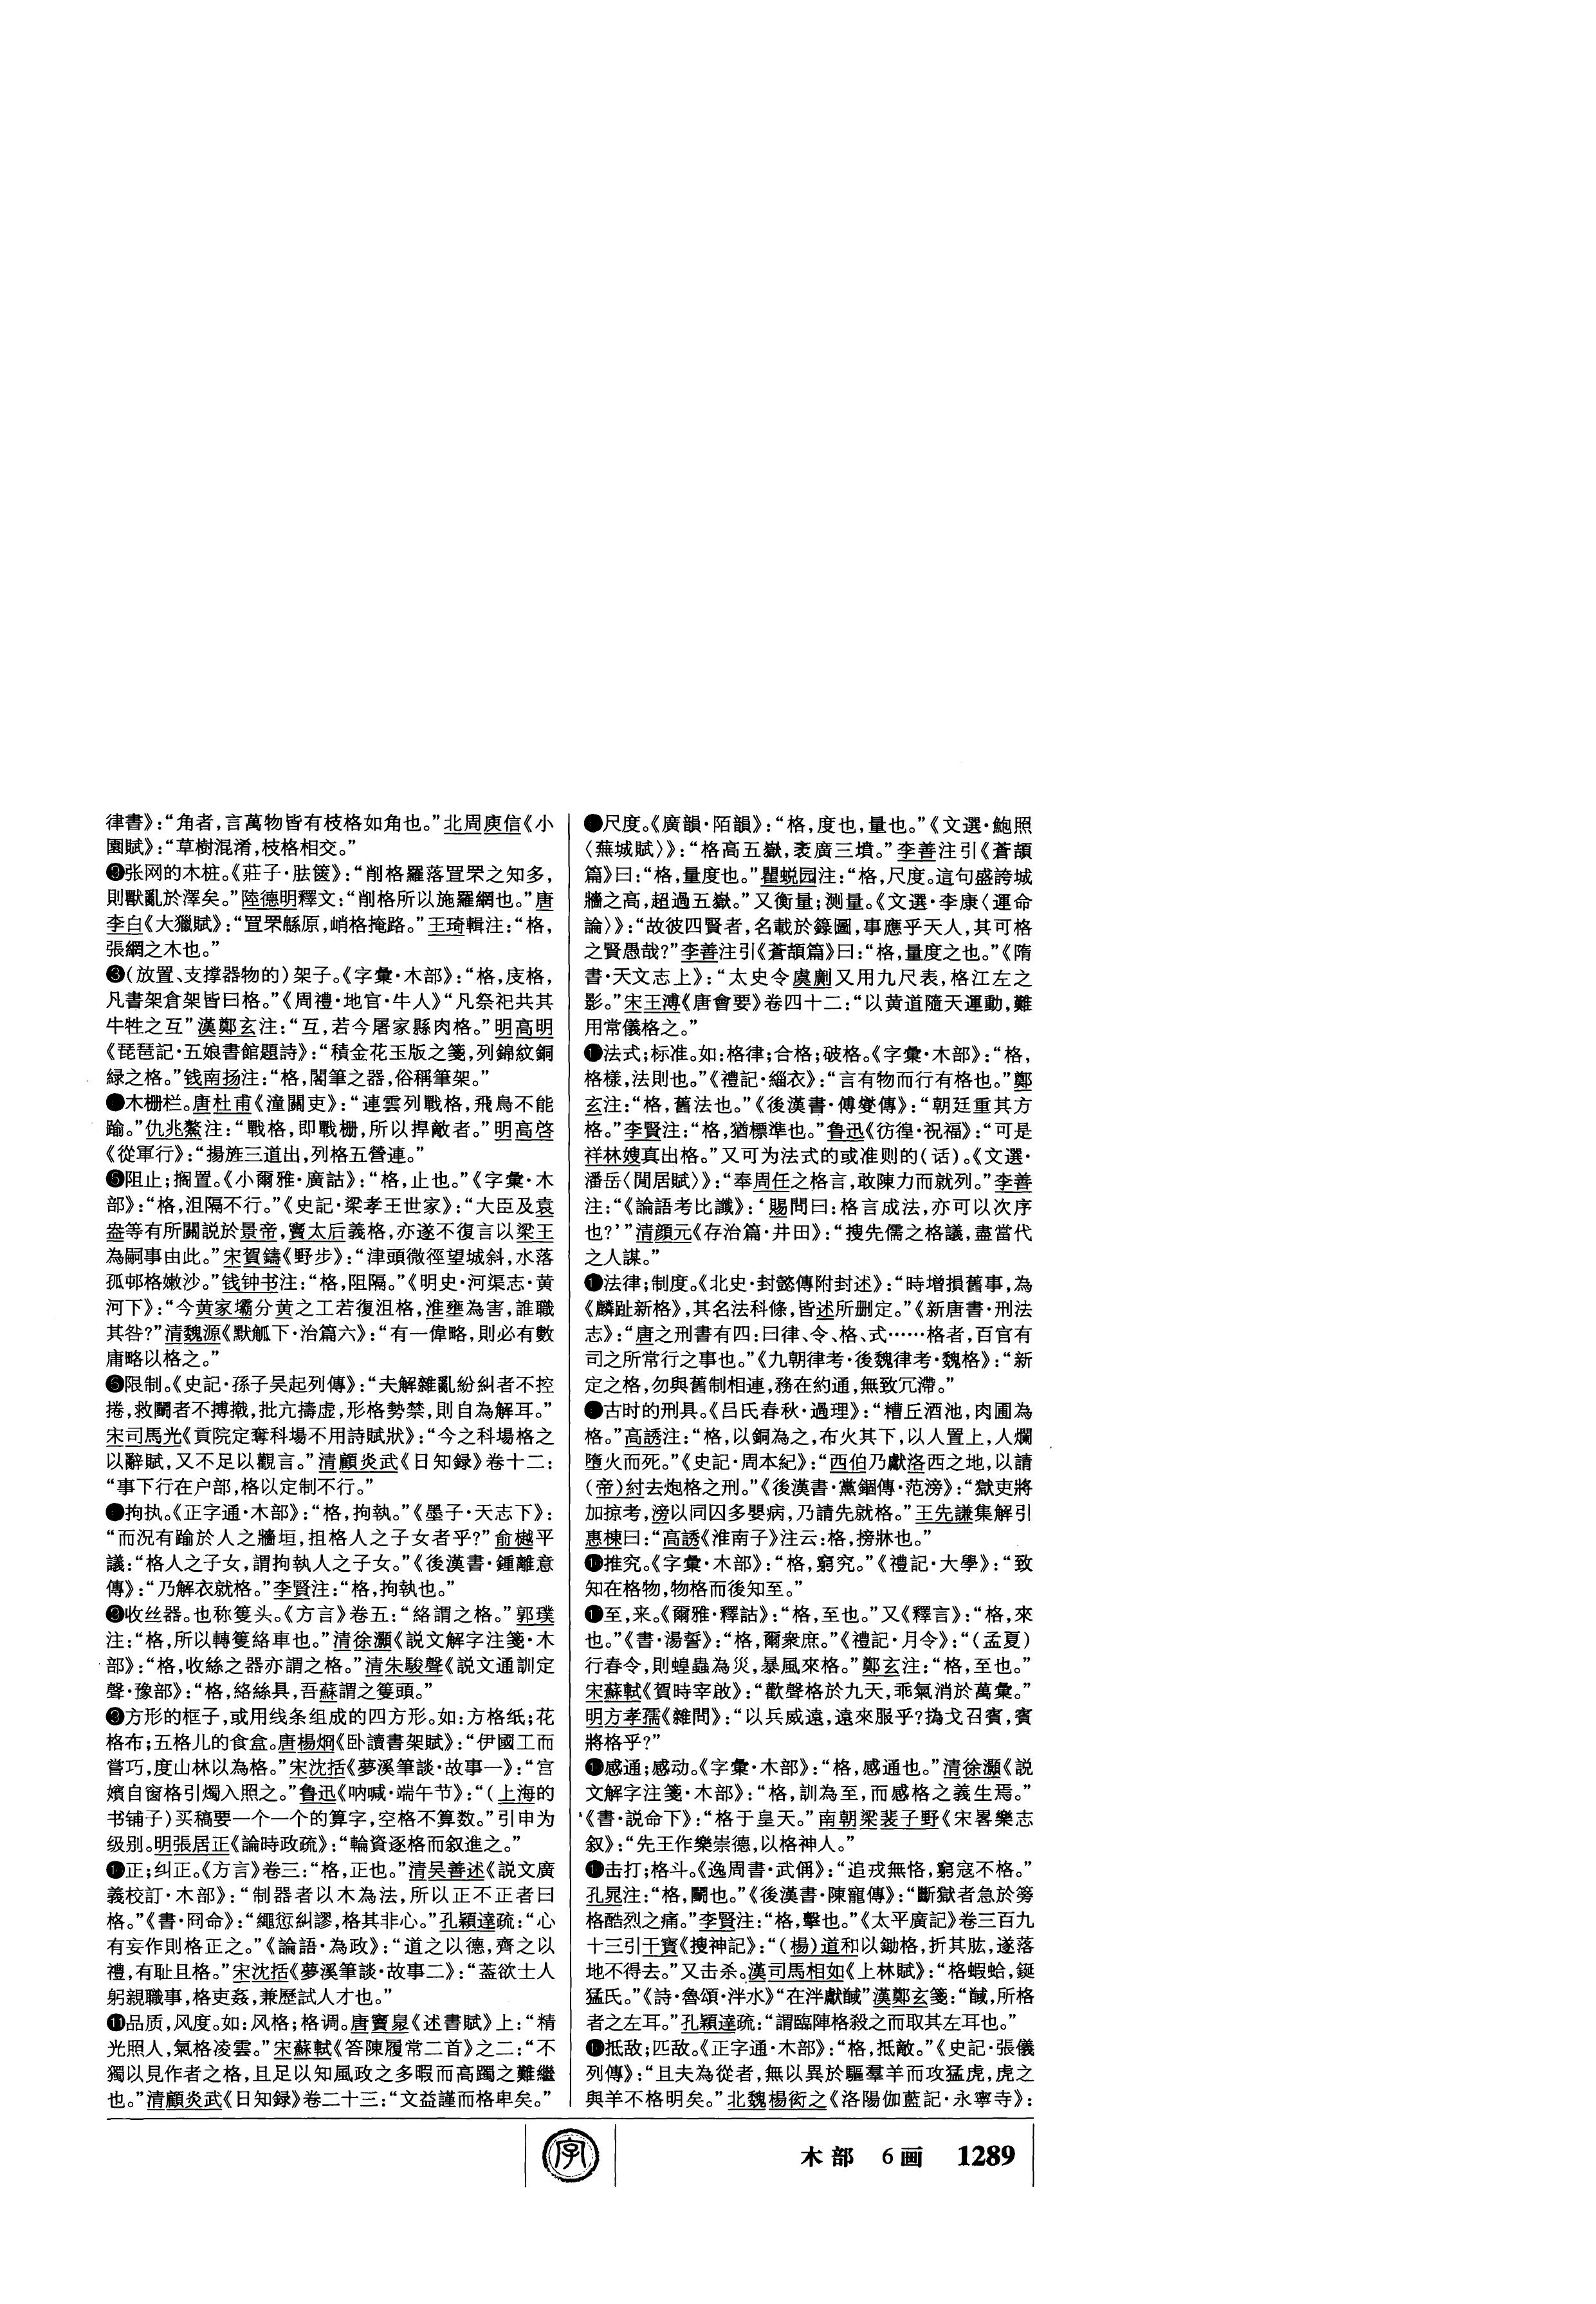 律書》：“角者，言萬物皆有枝格如角也。”北周庾信《小
園賦》：“草樹混淆，枝格相交。”
❷张网的木桩。《莊子·胠篋》：“削格羅落罝罘之知多，
則獸亂於澤矣。”陸德明釋文：“削格所以施羅網也。”唐
李白《大獵賦》：“罝罘緜原，峭格掩路。”王琦輯注：“格，
張網之木也。”
❸（放置、支撑器物的）架子。《字彙·木部》：“格，庋格，
凡書架倉架皆曰格。”《周禮·地官·牛人》“凡祭祀共其
牛牲之互”漢鄭玄注：“互，若今屠家縣肉格。”明高明
《琵琶記·五娘書館題詩》：“積金花玉版之箋，列錦紋銅
緑之格。”钱南扬注：“格，閣筆之器，俗稱筆架。”
木栅栏。唐杜甫《潼關吏》：“連雲列戰格，飛鳥不能
踰。”仇兆鰲注：“戰格，即戰栅，所以捍敵者。”明高啓
《從軍行》：“揚旌三道出，列格五營連。”
❺阻止；搁置。《小爾雅·廣詁》：“格，止也。”《字彙·木
部》：“格，沮隔不行。”《史記·梁孝王世家》：“大臣及袁
盎等有所關説於景帝，竇太后義格，亦遂不復言以梁王
為嗣事由此。”宋賀鑄《野步》：“津頭微徑望城斜，水落
孤邨格嫩沙。”钱钟书注：“格，阻隔。”《明史·河渠志·黄
河下》：“今黄家壩分黄之工若復沮格，淮壅為害，誰職
其咎？”清魏源《默觚下·治篇六》：“有一偉略，則必有數
庸略以格之。”
❻限制。《史記·孫子吴起列傳》：“夫解雜亂紛糾者不控
捲，救鬭者不搏撠，批亢擣虚，形格勢禁，則自為解耳。”
宋司馬光《貢院定奪科場不用詩賦狀》：“今之科場格之
以辭賦，又不足以觀言。”清顧炎武《日知録》卷十二：
“事下行在户部，格以定制不行。”
拘执。《正字通·木部》：“格，拘執。”《墨子·天志下》：
“而況有踰於人之牆垣，抯格人之子女者乎？”俞樾平
議：“格人之子女，謂拘執人之子女。”《後漢書·鍾離意
傳》：“乃解衣就格。”李賢注：“格，拘執也。”
❽收丝器。也称籰头。《方言》卷五：“絡謂之格。”郭璞
注：“格，所以轉籰絡車也。”清徐灝《説文解字注箋·木
部》：“格，收絲之器亦謂之格。”清朱駿聲《説文通訓定
聲·豫部》：“格，絡絲具，吾蘇謂之籰頭。”
❾方形的框子，或用线条组成的四方形。如：方格纸；花
格布；五格儿的食盒。唐楊烱《卧讀書架賦》：“伊國工而
嘗巧，度山林以為格。”宋沈括《夢溪筆談·故事一》：“宫
嬪自窗格引燭入照之。”鲁迅《呐喊·端午节》：“（上海的
书铺子）买稿要一个一个的算字，空格不算数。”引申为
级别。明張居正《論時政疏》：“輪資逐格而叙進之。”
正；纠正。《方言》卷三：“格，正也。”清吴善述《説文廣
義校訂·木部》：“制器者以木為法，所以正不正者曰
格。”《書·冏命》：“繩愆糾謬，格其非心。”孔穎達疏：“心
有妄作則格正之。”《論語·為政》：“道之以德，齊之以
禮，有恥且格。”宋沈括《夢溪筆談·故事二》：“蓋欲士人
躬親職事，格吏姦，兼歷試人才也。”
⓫品质，风度。如：风格；格调。唐竇臮《述書賦》上：“精
光照人，氣格凌雲。”宋蘇軾《答陳履常二首》之二：“不
獨以見作者之格，且足以知風政之多暇而高躅之難繼
也。”清顧炎武《日知録》卷二十三：“文益謹而格卑矣。”
尺度。《廣韻·陌韻》：“格，度也，量也。”《文選·鮑照
〈蕪城賦〉》：“格高五嶽，袤廣三墳。”李善注引《蒼頡
篇》曰：“格，量度也。”瞿蜕园注：“格，尺度。這句盛誇城
牆之高，超過五嶽。”又衡量；测量。《文選·李康〈運命
論〉》：“故彼四賢者，名載於籙圖，事應乎天人，其可格
之賢愚哉？”李善注引《蒼頡篇》曰：“格，量度之也。”《隋
書·天文志上》：“太史令虞劇又用九尺表，格江左之
影。”宋王溥《唐會要》卷四十二：“以黄道隨天運動，難
用常儀格之。”
法式；标准。如：格律；合格；破格。《字彙·木部》：“格，
格樣，法則也。”《禮記·緇衣》：“言有物而行有格也。”鄭
玄注：“格，舊法也。”《後漢書·傅燮傳》：“朝廷重其方
格。”李賢注：“格，猶標準也。”鲁迅《彷徨·祝福》：“可是
祥林嫂真出格。”又可为法式的或准则的（话）。《文選·
潘岳〈閒居賦〉》：“奉周任之格言，敢陳力而就列。”李善
注：“《論語考比讖》：‘賜問曰：格言成法，亦可以次序
也？’”清顔元《存治篇·井田》：“搜先儒之格議，盡當代
之人謀。”
法律；制度。《北史·封懿傳附封述》：“時增損舊事，為
《麟趾新格》，其名法科條，皆述所删定。”《新唐書·刑法
志》：“唐之刑書有四：曰律、令、格、式……格者，百官有
司之所常行之事也。”《九朝律考·後魏律考·魏格》：“新
定之格，勿與舊制相連，務在約通，無致冗滯。”
古时的刑具。《吕氏春秋·過理》：“糟丘酒池，肉圃為
格。”高誘注：“格，以銅為之，布火其下，以人置上，人爛
墮火而死。”《史記·周本紀》：“西伯乃獻洛西之地，以請
（帝）紂去炮格之刑。”《後漢書·黨錮傳·范滂》：“獄吏將
加掠考，滂以同囚多嬰病，乃請先就格。”王先謙集解引
惠棟曰：“高誘《淮南子》注云：格，搒牀也。”
推究。《字彙·木部》：“格，窮究。”《禮記·大學》：“致
知在格物，物格而後知至。”
至，来。《爾雅·釋詁》：“格，至也。”又《釋言》：“格，來
也。”《書·湯誓》：“格，爾衆庶。”《禮記·月令》：“（孟夏）
行春令，則蝗蟲為災，暴風來格。”鄭玄注：“格，至也。”
宋蘇軾《賀時宰啟》：“歡聲格於九天，乖氣消於萬彙。”
明方孝孺《雜問》：“以兵威遠，遠來服乎？撝戈召賓，賓
將格乎？”
感通；感动。《字彙·木部》：“格，感通也。”清徐灝《説
文解字注箋·木部》：“格，訓為至，而感格之義生焉。”
《書·説命下》：“格于皇天。”南朝梁裴子野《宋畧樂志
叙》：“先王作樂崇德，以格神人。”
击打；格斗。《逸周書·武偁》：“追戎無恪，窮寇不格。”
孔晁注：“格，鬭也。”《後漢書·陳寵傳》：“斷獄者急於篣
格酷烈之痛。”李賢注：“格，擊也。”《太平廣記》卷三百九
十三引干寶《搜神記》：“（楊）道和以鋤格，折其肱，遂落
地不得去。”又击杀。漢司馬相如《上林賦》：“格蝦蛤，鋋
猛氏。”《詩·魯頌·泮水》“在泮獻馘”漢鄭玄箋：“馘，所格
者之左耳。”孔穎達疏：“謂臨陣格殺之而取其左耳也。”
抵敌；匹敌。《正字通·木部》：“格，抵敵。”《史記·張儀
列傳》：“且夫為從者，無以異於驅羣羊而攻猛虎，虎之
與羊不格明矣。”北魏楊衒之《洛陽伽藍記·永寧寺》：
字
木部 6画 1289